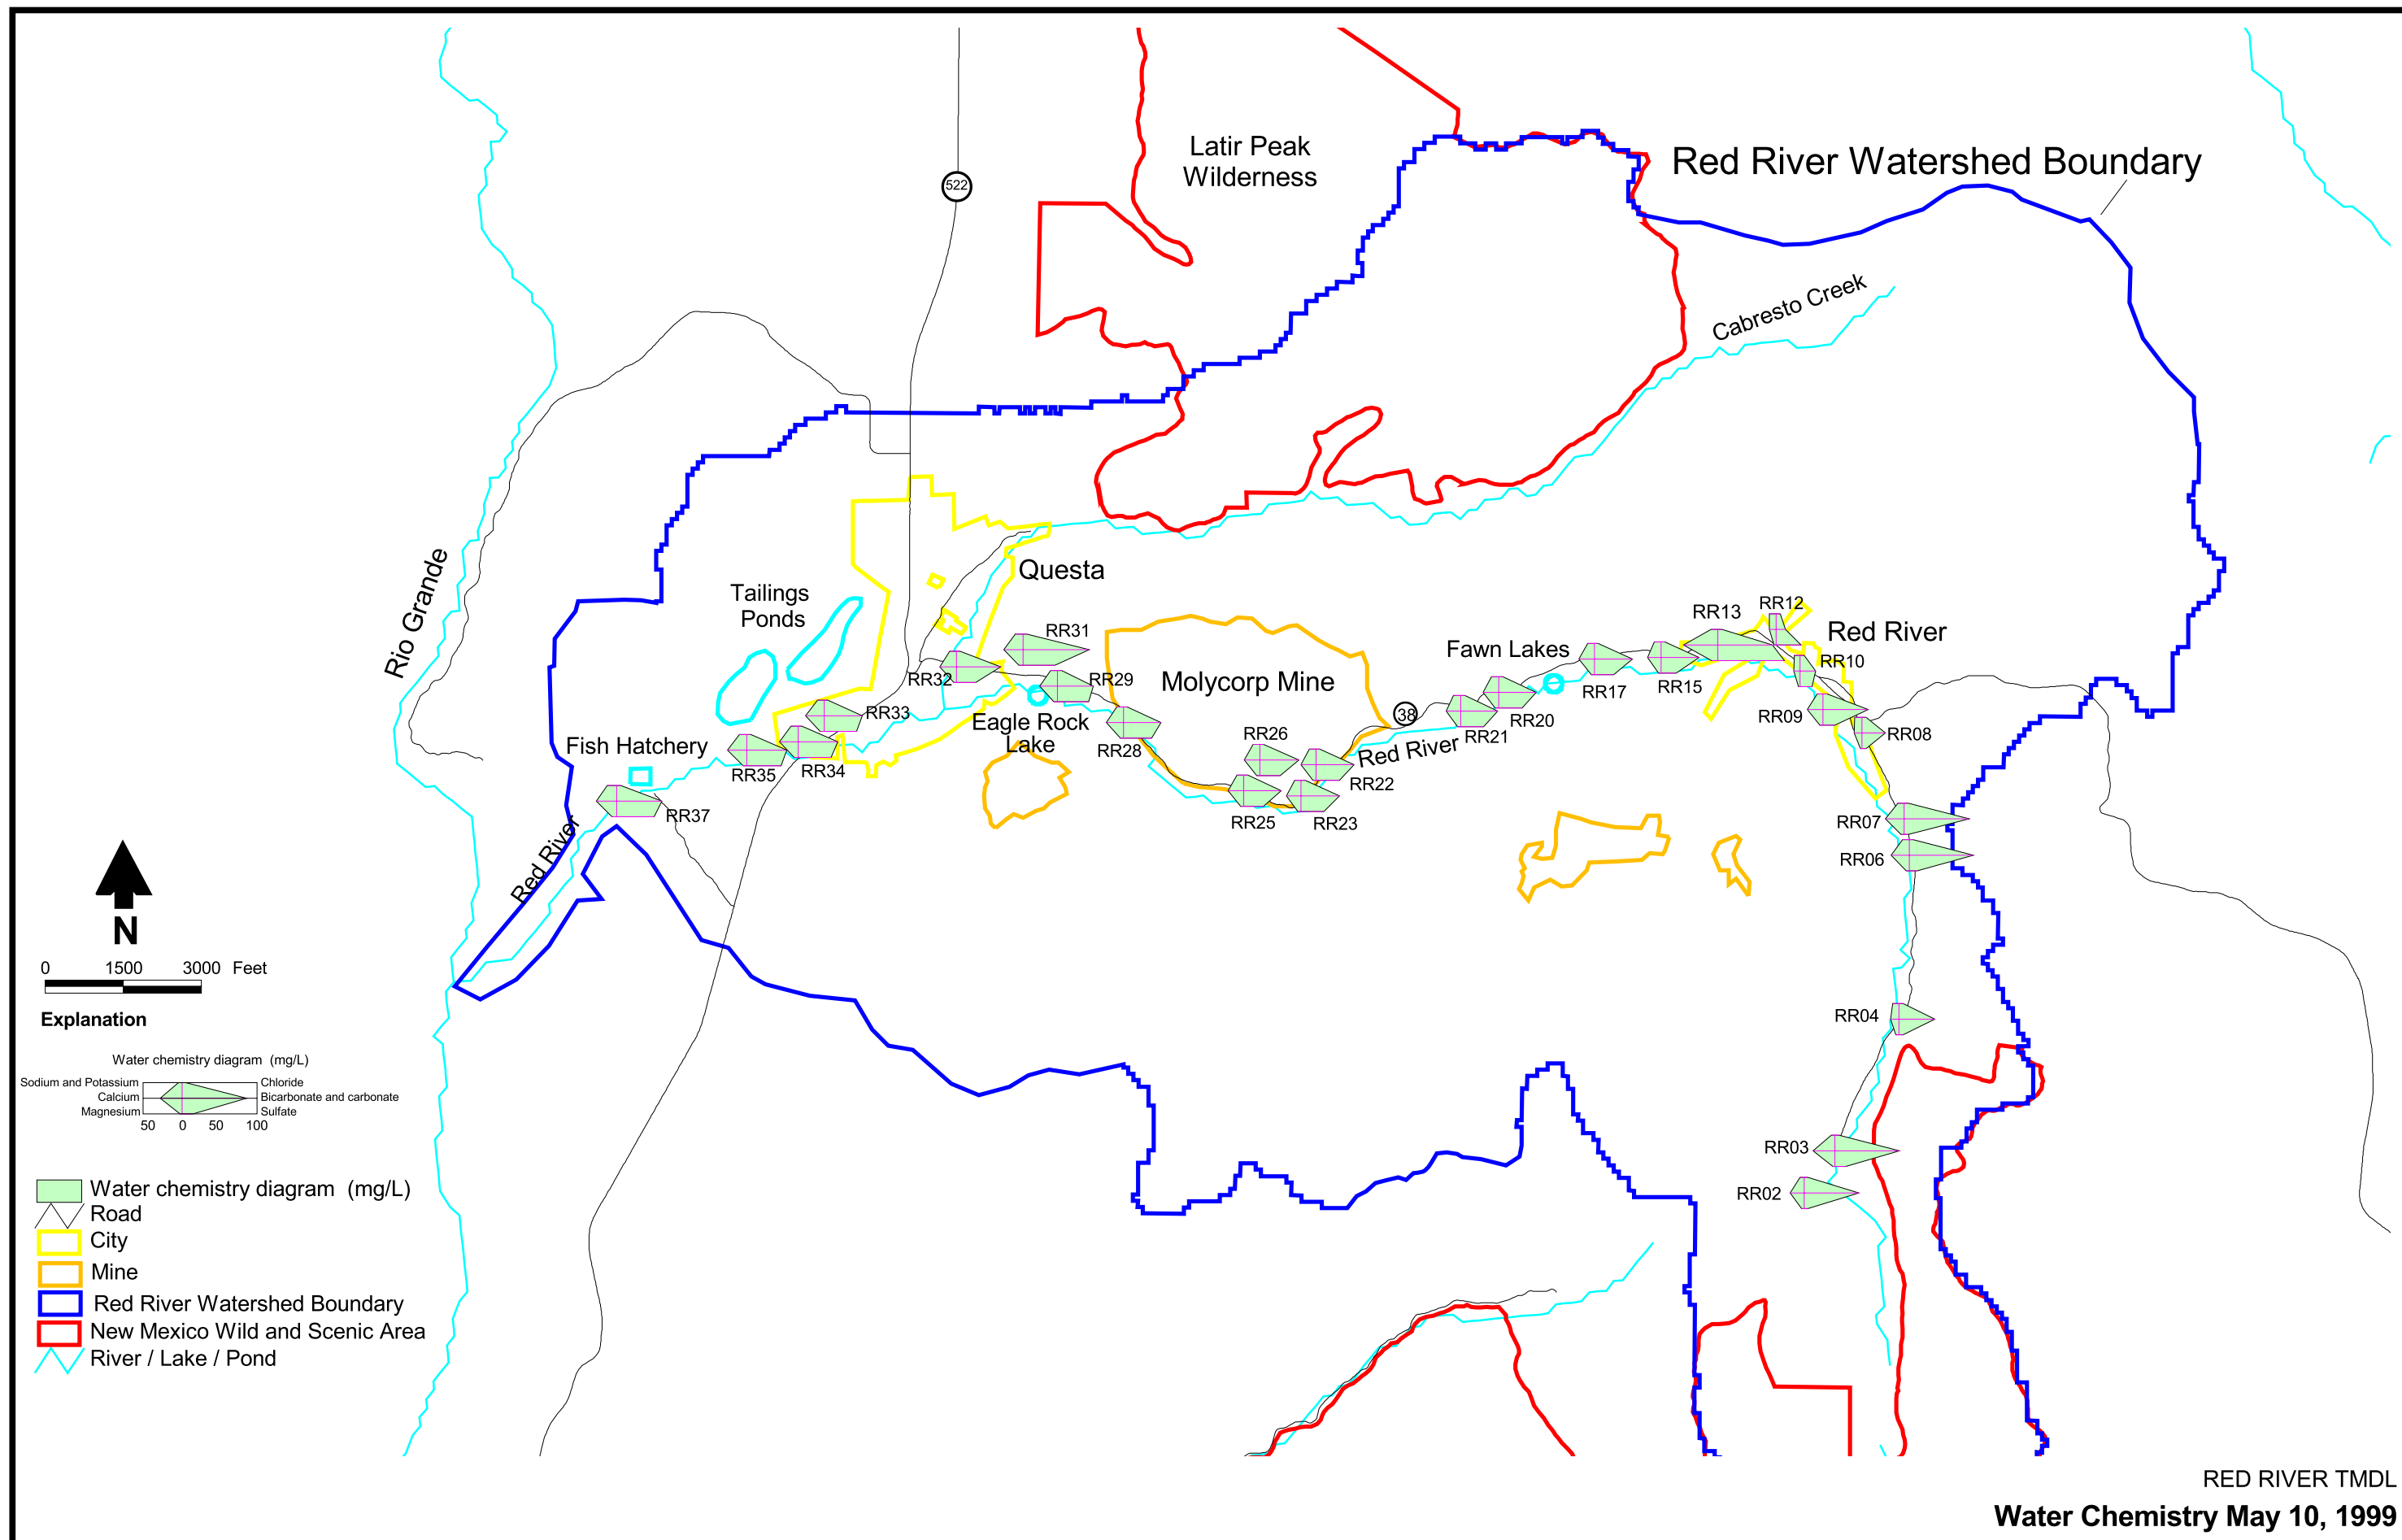 Latir Peak
Wilderness
Red River Watershed Boundary
522
Cabresto Creek
Rio Grande
Questa
Tailings
Ponds
RR31
RR32
RR29
RR33
Eagle Rock
Lake
RR28
Fish Hatchery
RR35
RR34
RR37
Red River
Molycorp Mine
RR26
RR22
RR25
RR23
38
Red River
Fawn Lakes
RR21
RR20
RR17
RR15
RR13
RR12
Red River
RR10
RR09
RR08
RR07
RR06
RR04
RR03
RR02
N
0 1500 3000 Feet
Explanation
Water chemistry diagram (mg/L)
Sodium and Potassium Chloride
Calcium Bicarbonate and carbonate
Magnesium Sulfate
50 0 50 100
Water chemistry diagram (mg/L)
Road
City
Mine
Red River Watershed Boundary
New Mexico Wild and Scenic Area
River / Lake / Pond
RED RIVER TMDL
Water Chemistry May 10, 1999